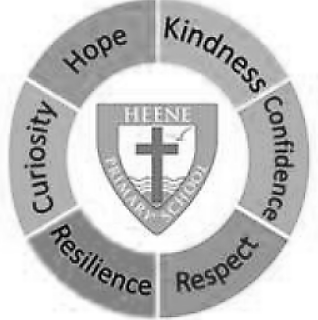 Hope
Kindness
Confidence
Respect
Resilience
Curiosity
HEENE
PRIMARY SCHOOL